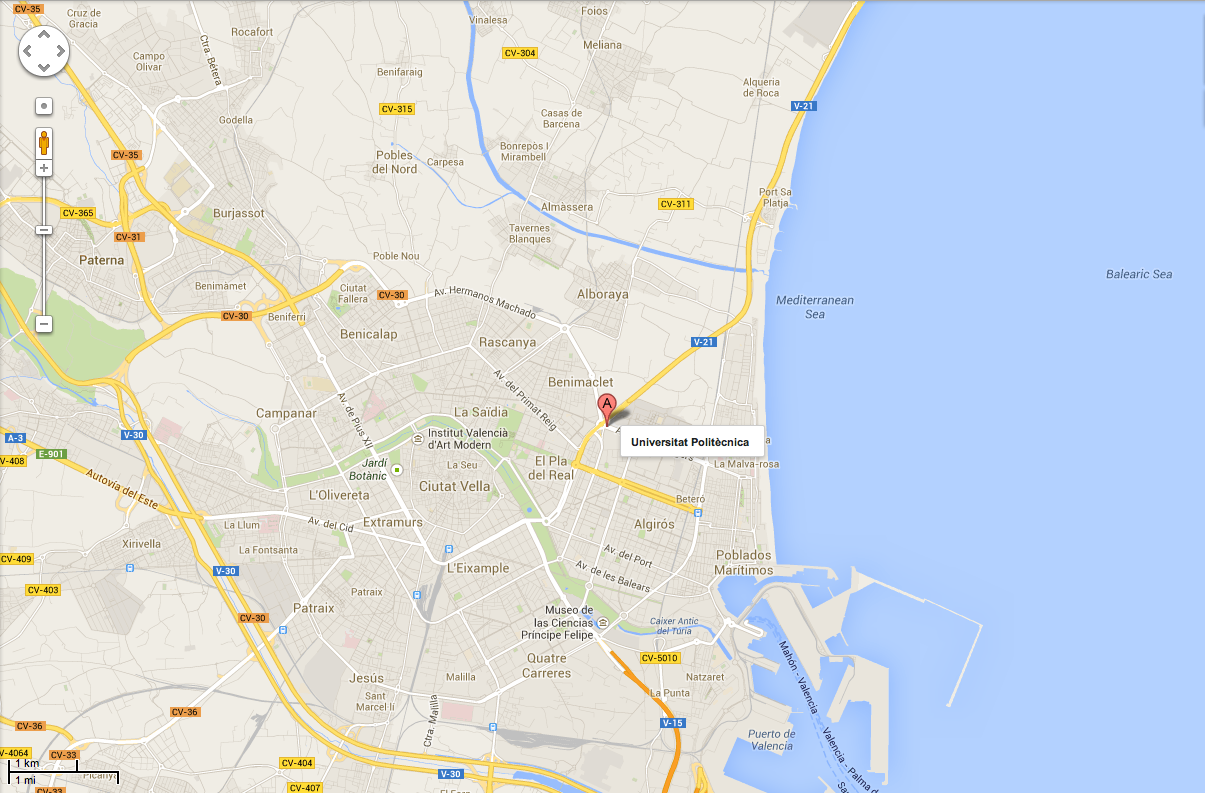 CV-35
Cruz de
Gracia
Vinalesa
Foios
Rocafort
Ctra. Bétera
Meliana
CV-304
Campo
Olivar
Benifaraig
Alqueria
de Roca
CV-315
V-21
Casas de
Barcena
Godella
Bonrepòs I
Mirambell
CV-35
Pobles
del Nord
Carpesa
Port Sa
Platja
CV-365
Burjassot
Almàssera
CV-311
CV-31
Tavernes
Blanques
Paterna
Poble Nou
Balearic Sea
Benimàmet
Ciutat
Fallera
CV-30
Av. Hermanos Machado
Alboraya
Mediterranean
Sea
CV-30
Beniferri
Benicalap
Rascanya
V-21
Av. del Primat Reig
Benimaclet
A
Av. de Pius XII
Campanar
La Saïdia
V-30
A-3
Institut Valencià
d'Art Modern
Universitat Politècnica
E-901
V-408
Jardí
Botànic
La Seu
El Pla
del Real
La Malva-rosa
Autovia del Este
Ciutat Vella
L'Olivereta
Beteró
La Llum
Av. del Cid
Extramurs
Algirós
Xirivella
La Fontsanta
Av. del Port
CV-409
Poblados
Marítimos
V-30
L'Eixample
Av. de les Balears
CV-403
Patraix
Patraix
CV-30
Museo de
las Ciencias
Príncipe Felipe
Caixer Antic
del Túria
CV-5010
Mahón - Valencia
Quatre
Carreres
Jesús
Malilla
Natzaret
Sant
Marcel·lí
La Punta
CV-36
Ctra. Malilla
CV-36
V-15
Puerto de
Valencia
Valencia - Palma d
V-4064
CV-33
1 km
CV-404
1 mi
Picanya
V-30
CV-407
CV-33